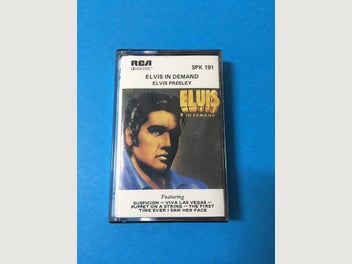 RCA
SPK 191
ELVIS IN DEMAND
ELVIS PRESLEY
ELVIS
IN DEMAND
Featuring
SUSPICION — VIVA LAS VEGAS —
PUPPET ON A STRING — THE FIRST
TIME EVER I SAW HER FACE